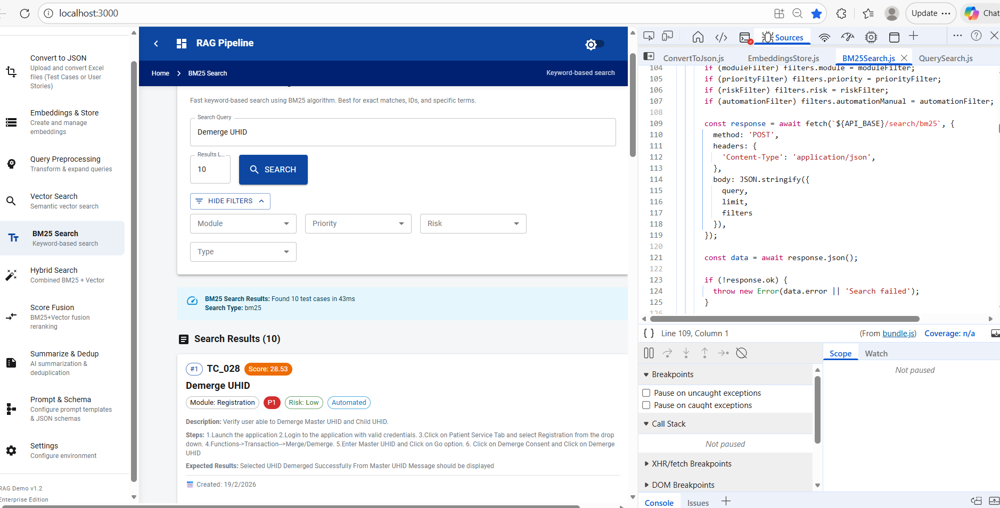 localhost:3000
Update
Chat
Convert to JSON
Upload and convert Excel
files (Test Cases or User
Stories)
Embeddings & Store
Create and manage
embeddings
Query Preprocessing
Transform & expand queries
Vector Search
Semantic vector search
BM25 Search
Keyword-based search
Hybrid Search
Combined BM25 + Vector
Score Fusion
BM25+Vector fusion
reranking
Summarize & Dedup
AI summarization &
deduplication
Prompt & Schema
Configure prompt templates
& JSON schemas
Settings
Configure environment
RAG Demo v1.2
Enterprise Edition
RAG Pipeline
Home > BM25 Search
Keyword-based search
Fast keyword-based search using BM25 algorithm. Best for exact matches, IDs, and specific terms.
Search Query
Demerge UHID
Results L...
10
SEARCH
HIDE FILTERS
Module
Priority
Risk
Type
BM25 Search Results: Found 10 test cases in 43ms
Search Type: bm25
Search Results (10)
#1 TC_028 Score: 28.53
Demerge UHID
Module: Registration P1 Risk: Low Automated
Description: Verify user able to Demerge Master UHID and Child UHID.
Steps: 1.Launch the application 2.Login to the application with valid credentials. 3.Click on Patient Service Tab and select Registration from the drop
down. 4.Functions->Transaction-->Merge/Demerge. 5.Enter Master UHID and Click on Go option. 6. Click on Demerge Consent and Click on Demerge
UHID
Expected Results: Selected UHID Demerged Successfully From Master UHID Message should be displayed
Created: 19/2/2026
Sources
ConvertToJson.js
EmbeddingsStore.js
BM25Search.js
QuerySearch.js
104 if (moduleFilter) filters.module = moduleFilter;
105 if (priorityFilter) filters.priority = priorityFilter;
106 if (riskFilter) filters.risk = riskFilter;
107 if (automationFilter) filters.automationManual = automationFilter;
108
109 const response = await fetch(`${API_BASE}/search/bm25`, {
110 method: 'POST',
111 headers: {
112 'Content-Type': 'application/json',
113 },
114 body: JSON.stringify({
115 query,
116 limit,
117 filters
118 }),
119 });
120
121 const data = await response.json();
122
123 if (!response.ok) {
124 throw new Error(data.error || 'Search failed');
125 }
126
{ } Line 109, Column 1
(From bundle.js) Coverage: n/a
Scope
Watch
Not paused
Breakpoints
Pause on uncaught exceptions
Pause on caught exceptions
Call Stack
Not paused
XHR/fetch Breakpoints
DOM Breakpoints
Console
Issues